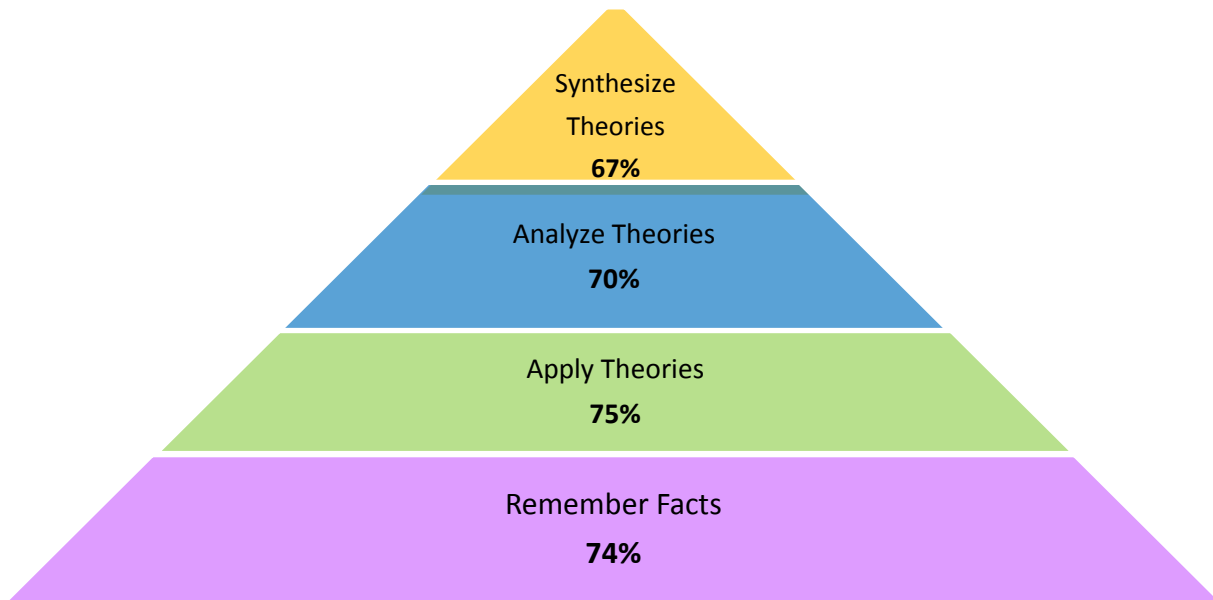 Synthesize
Theories
67%
Analyze Theories
70%
Apply Theories
75%
Remember Facts
74%